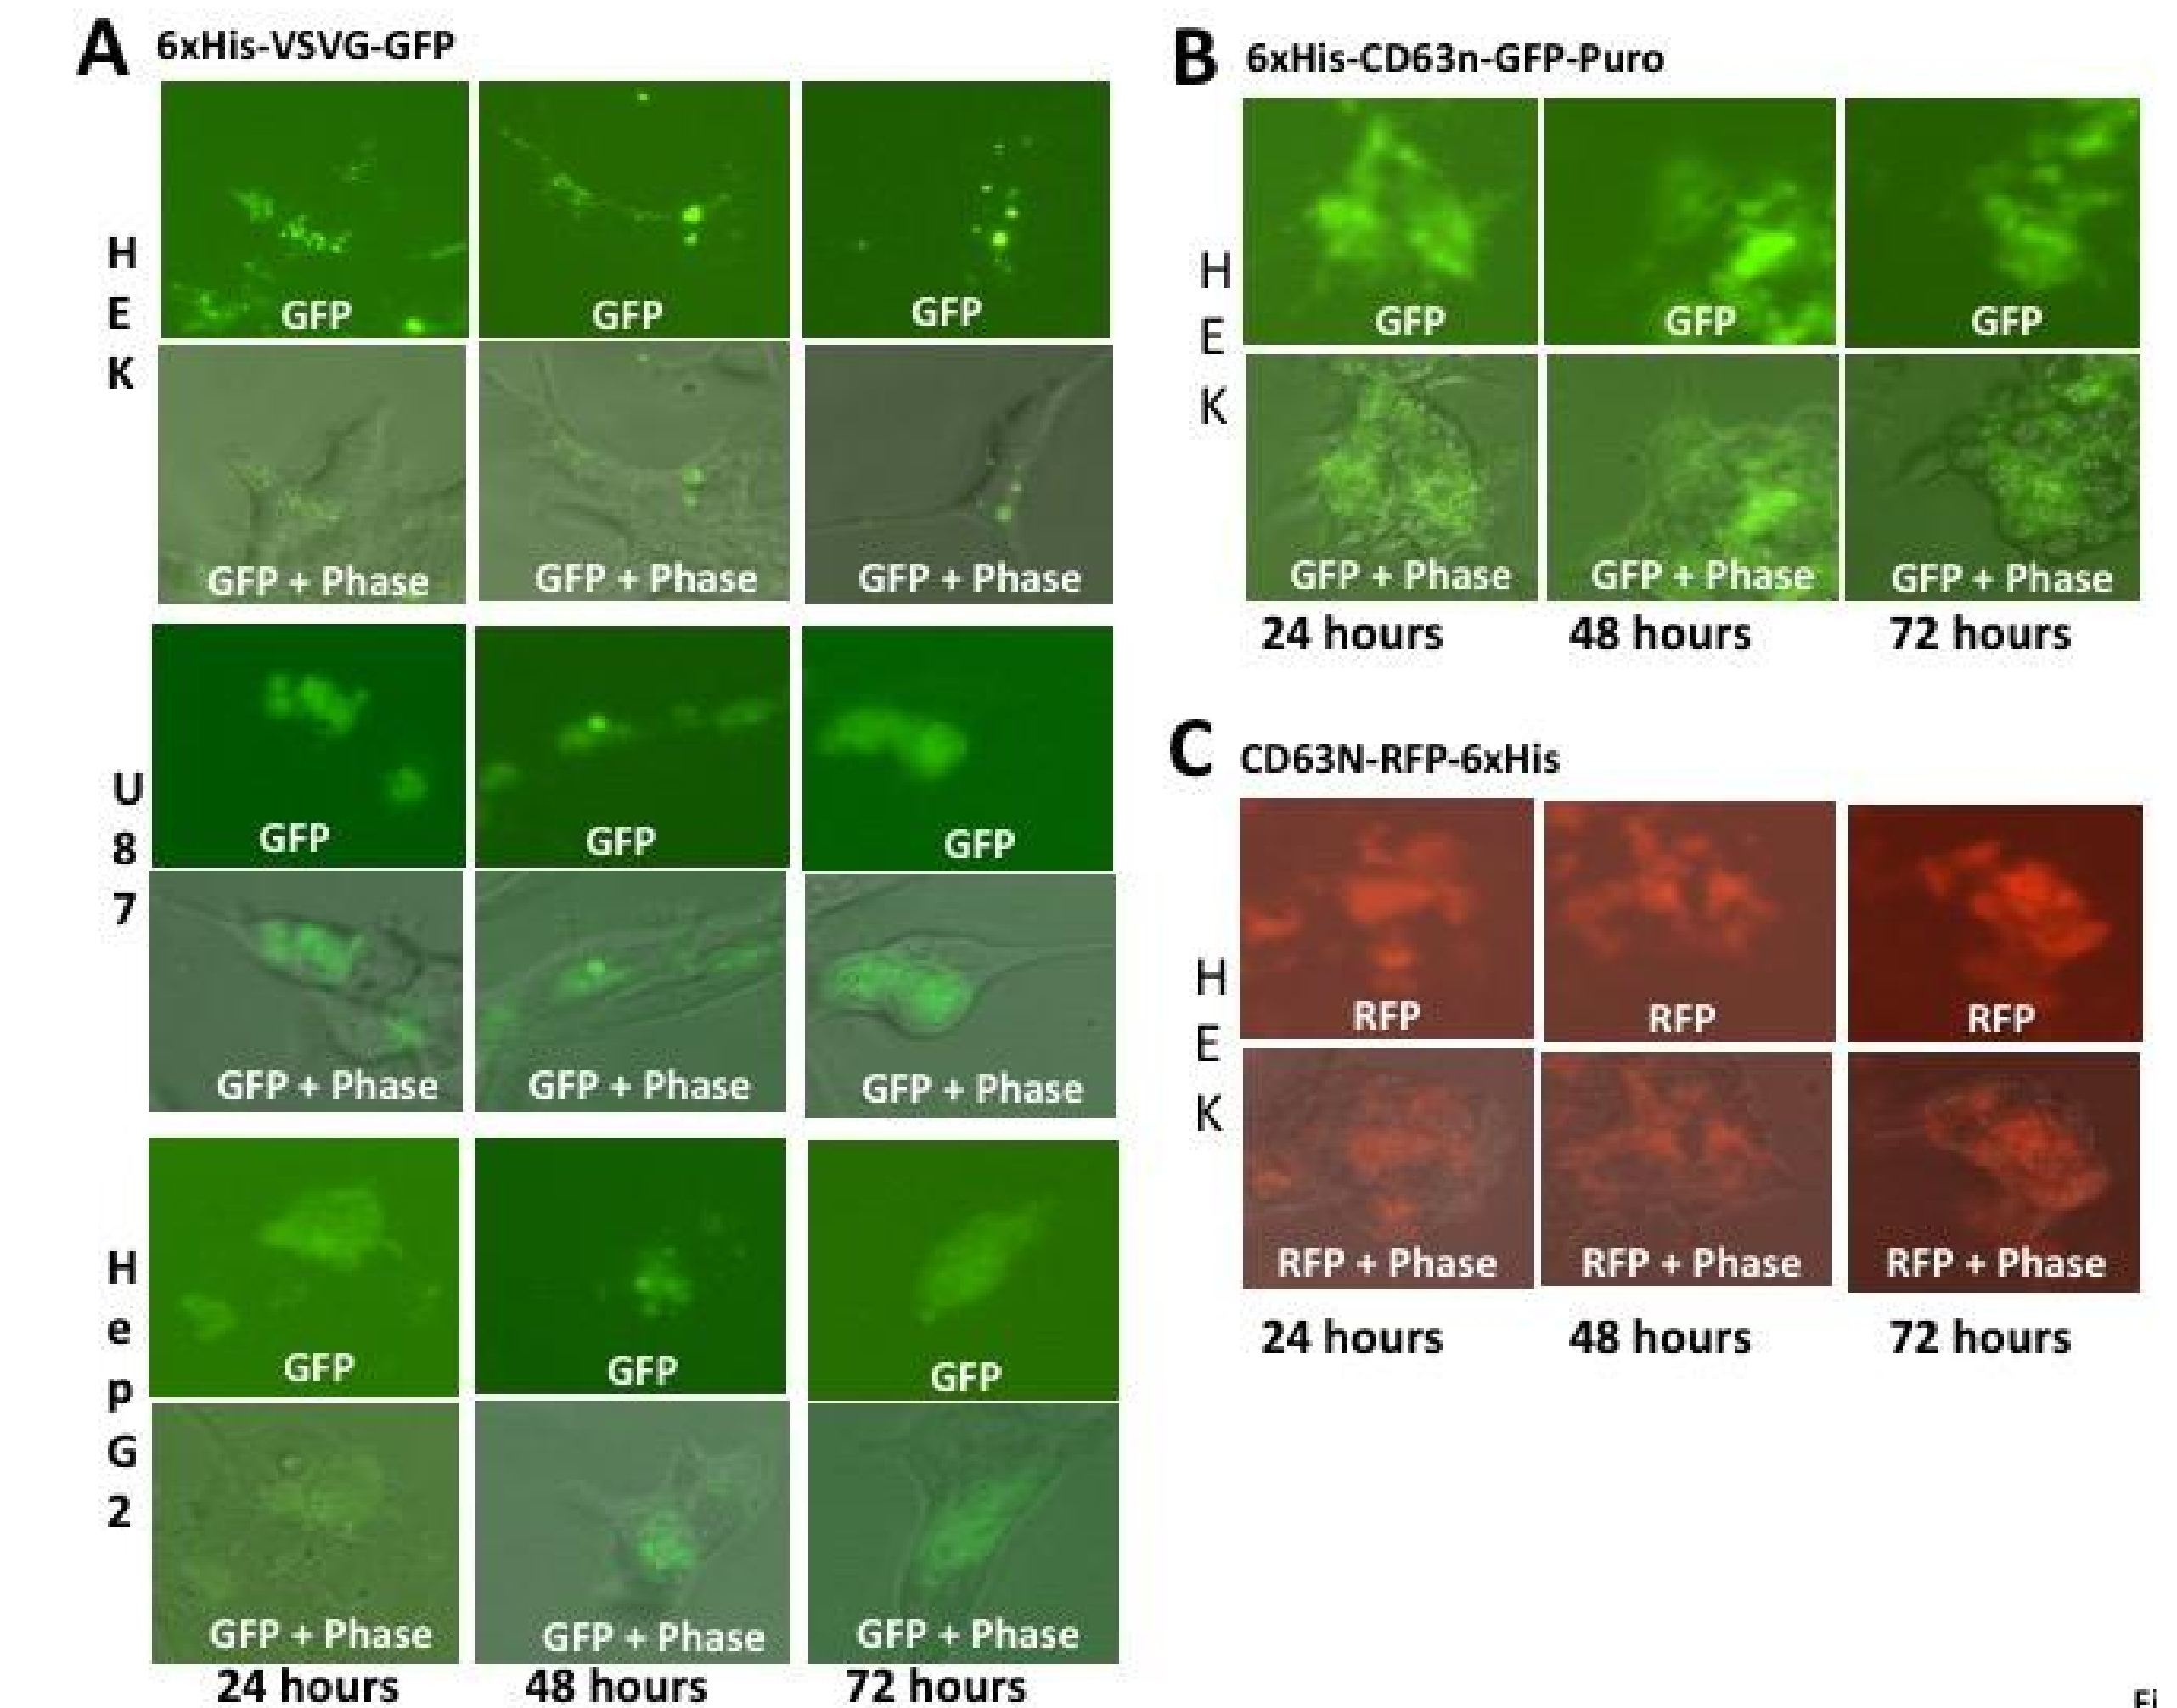 A 6xHis-VSVG-GFP
H
E
K
GFP GFP GFP
GFP + Phase GFP + Phase GFP + Phase
U
8
7
GFP GFP GFP
GFP + Phase GFP + Phase GFP + Phase
H
e
p
G
2
GFP GFP GFP
GFP + Phase GFP + Phase GFP + Phase
24 hours 48 hours 72 hours
B 6xHis-CD63n-GFP-Puro
H
E
K
GFP GFP GFP
GFP + Phase GFP + Phase GFP + Phase
24 hours 48 hours 72 hours
C CD63N-RFP-6xHis
H
E
K
RFP RFP RFP
RFP + Phase RFP + Phase RFP + Phase
24 hours 48 hours 72 hours